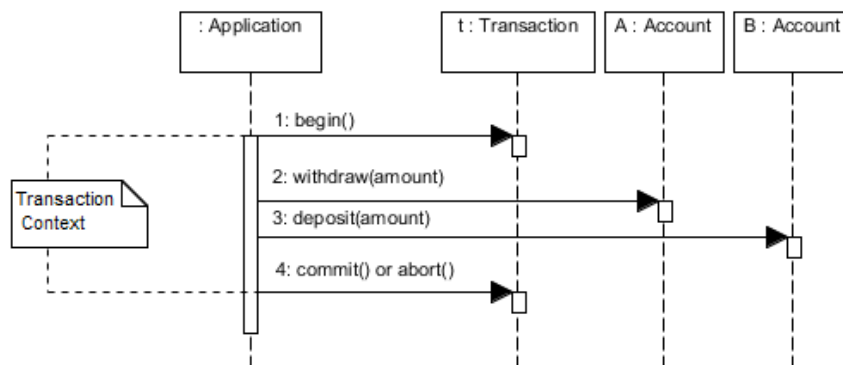 : Application
t : Transaction
A : Account
B : Account
1: begin()
2: withdraw(amount)
Transaction
Context
3: deposit(amount)
4: commit() or abort()